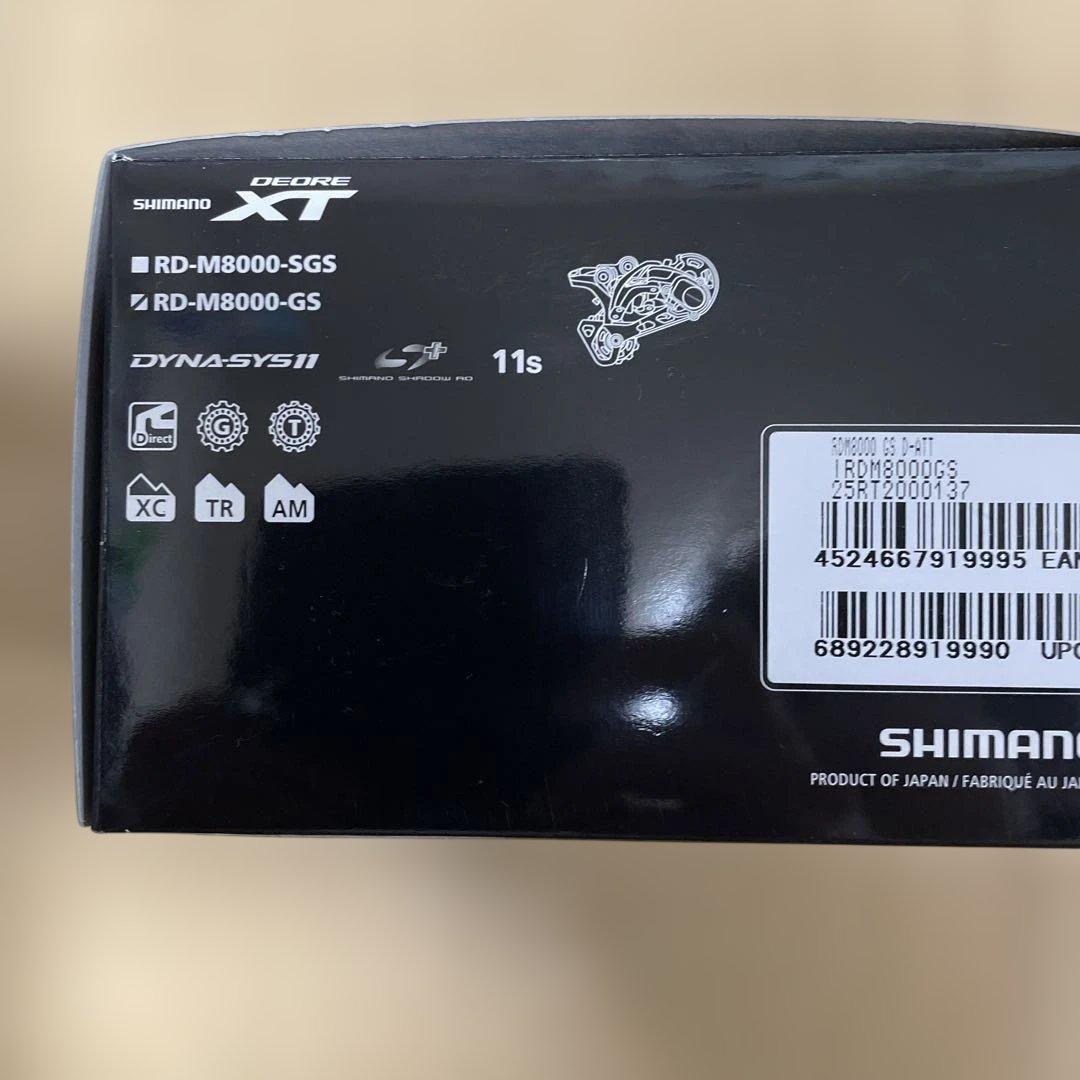 SHIMANO DEORE XT
RD-M8000-SGS
RD-M8000-GS
DYNA-SYS11 SHIMANO SHADOW RD 11s
Direct G T
XC TR AM
RDM8000 GS D-ATT
IRDM8000GS
25RT2000137
4524667919995 EAN
689228919990 UPC
SHIMANO
PRODUCT OF JAPAN / FABRIQUÉ AU JA